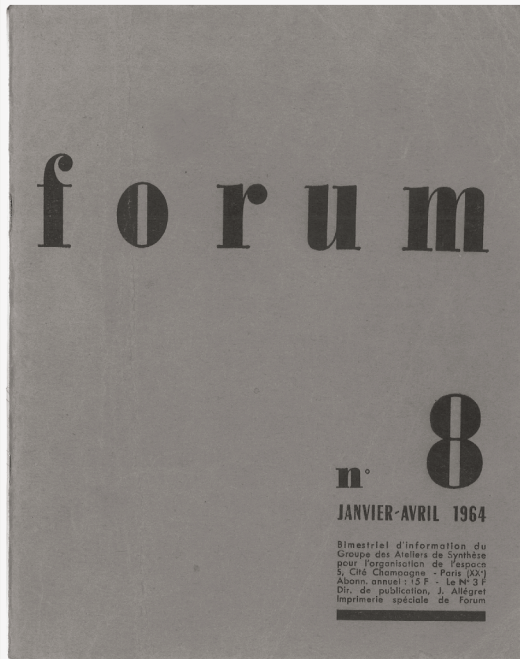 forum
n° 8
JANVIER-AVRIL 1964
Bimestriel d'information du
Groupe des Ateliers de Synthèse
pour l'organisation de l'espace
5, Cité Champagne - Paris (XXe)
Abonn. annuel : 15 F - Le N° 3 F
Dir. de publication, J. Allégret
Imprimerie spéciale de Forum